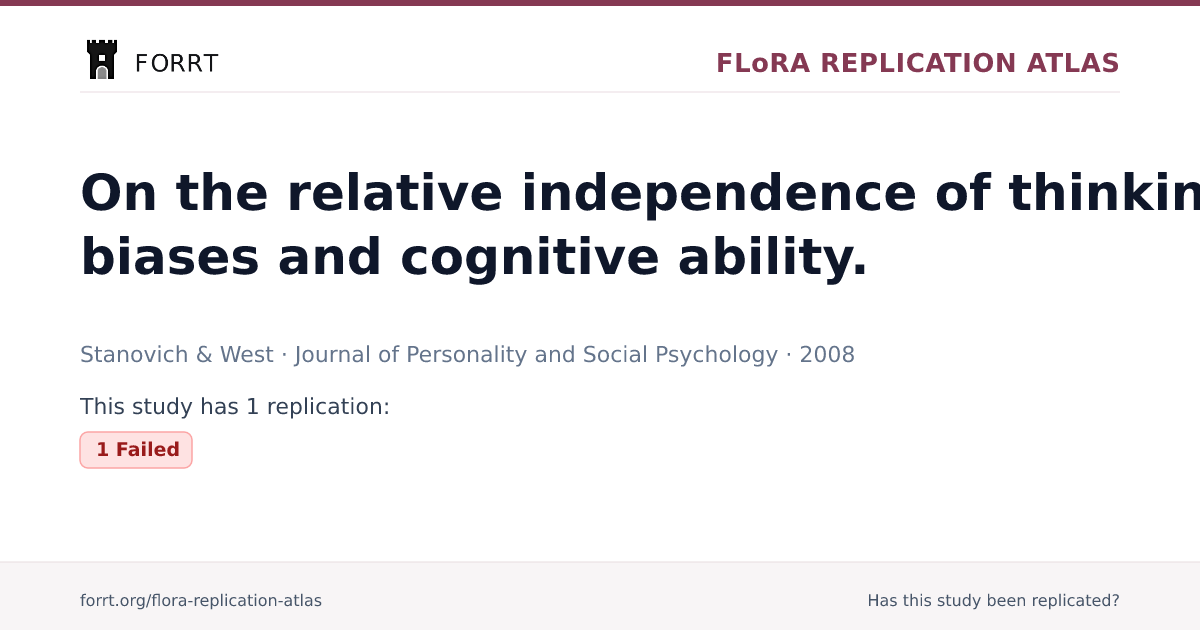 FORRT
FLoRA REPLICATION ATLAS
On the relative independence of thinkin
biases and cognitive ability.
Stanovich & West · Journal of Personality and Social Psychology · 2008
This study has 1 replication:
1 Failed
forrt.org/flora-replication-atlas
Has this study been replicated?